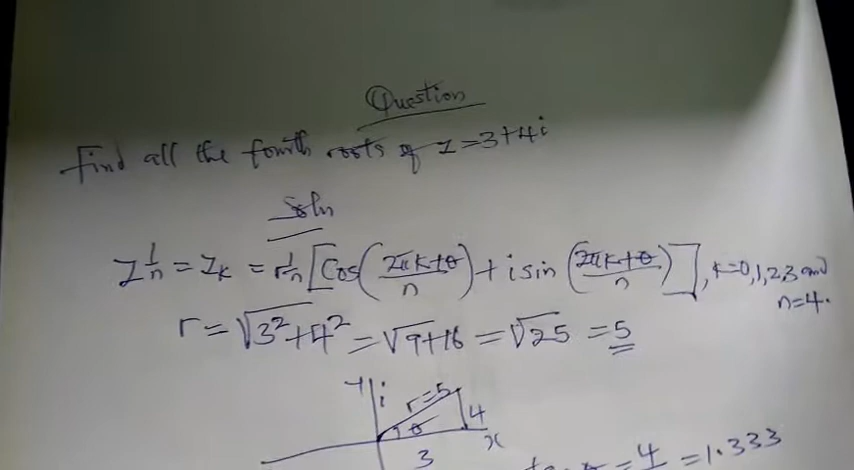 Question
Find all the fourth roots of z=3+4i
Soln
z^(1/n) = z_k = r^(1/n) [Cos((2πk+θ)/n) + i sin((2πk+θ)/n)], k=0,1,2,3 and
n=4.
r = √(3²+4²) = √(9+16) = √25 = 5
i
r=5
4
θ
x
3
tan θ = 4/ = 1.333